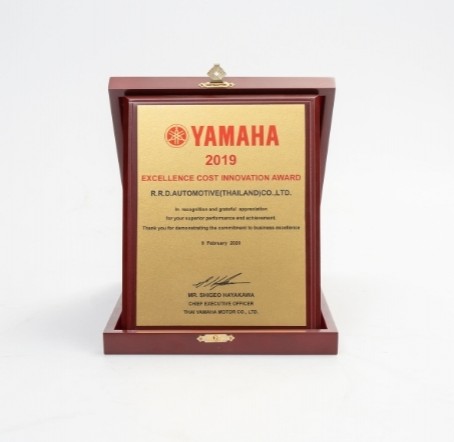 YAMAHA
2019
EXCELLENCE COST INNOVATION AWARD
R.R.D.AUTOMOTIVE(THAILAND)CO.,LTD.
In recognition and grateful appreciation
for your superior performance and achievement.
Thank you for demonstrating the commitment to business excellence
February 2020
MR. SHIGEO HAYAKAWA
CHIEF EXECUTIVE OFFICER
THAI YAMAHA MOTOR CO., LTD.